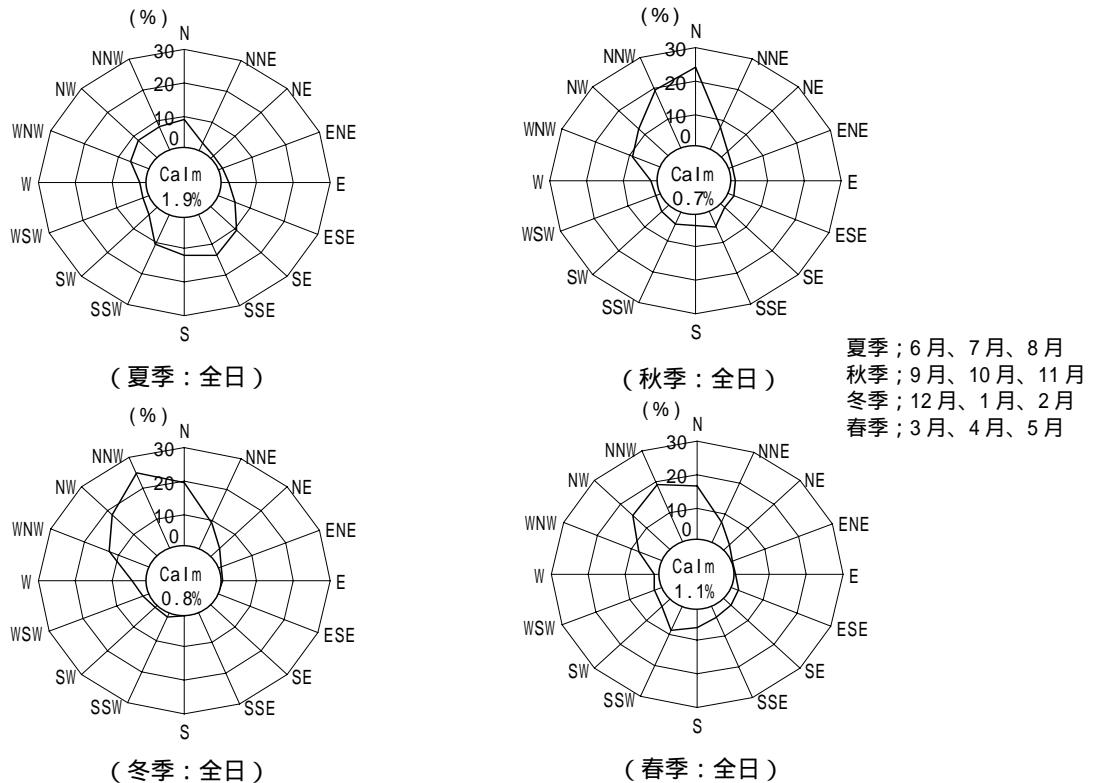 (%)
N
NNW
NNE
30
NW
NE
20
WNW
ENE
10
0
Calm
W
E
1.9%
WSW
ESE
SW
SE
SSW
SSE
S
(夏季:全日)
(%)
N
NNW
NNE
30
NW
NE
20
WNW
ENE
10
0
Calm
W
E
0.7%
WSW
ESE
SW
SE
SSW
SSE
S
(秋季:全日)
夏季;6月、7月、8月
秋季;9月、10月、11月
冬季;12月、1月、2月
春季;3月、4月、5月
(%)
N
NNW
NNE
30
NW
NE
20
WNW
ENE
10
0
Calm
W
E
0.8%
WSW
ESE
SW
SE
SSW
SSE
S
(冬季:全日)
(%)
N
NNW
NNE
30
NW
NE
20
WNW
ENE
10
0
Calm
W
E
1.1%
WSW
ESE
SW
SE
SSW
SSE
S
(春季:全日)